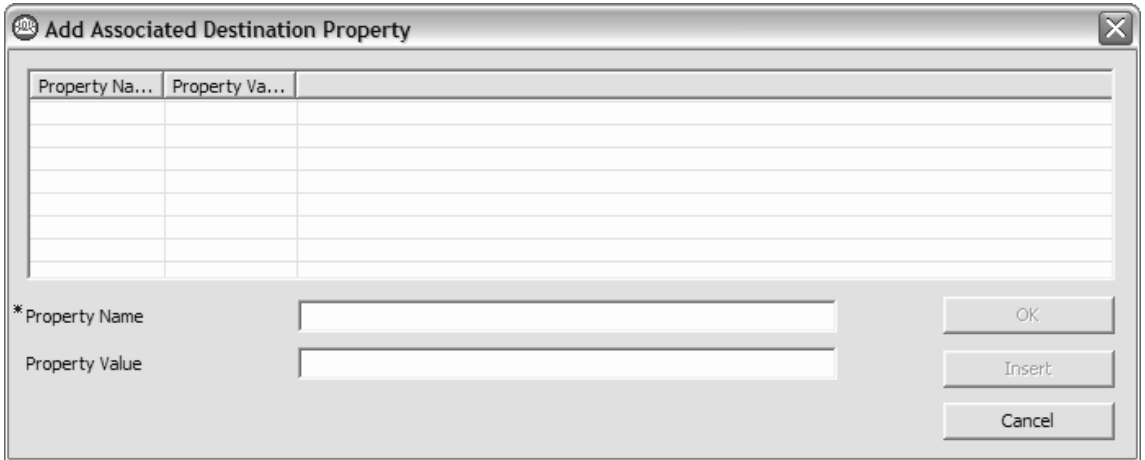 Add Associated Destination Property
Property Na... Property Va...
*Property Name
OK
Property Value
Insert
Cancel